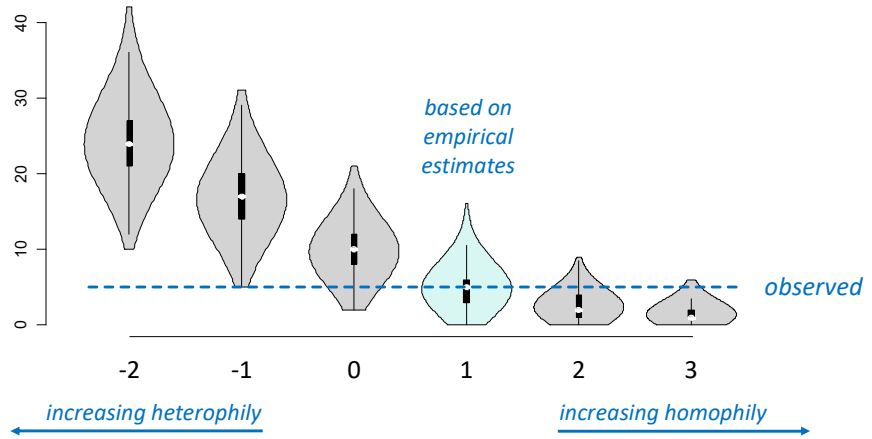 40
30
20
10
0
based on
empirical
estimates
observed
-2 -1 0 1 2 3
increasing heterophily increasing homophily